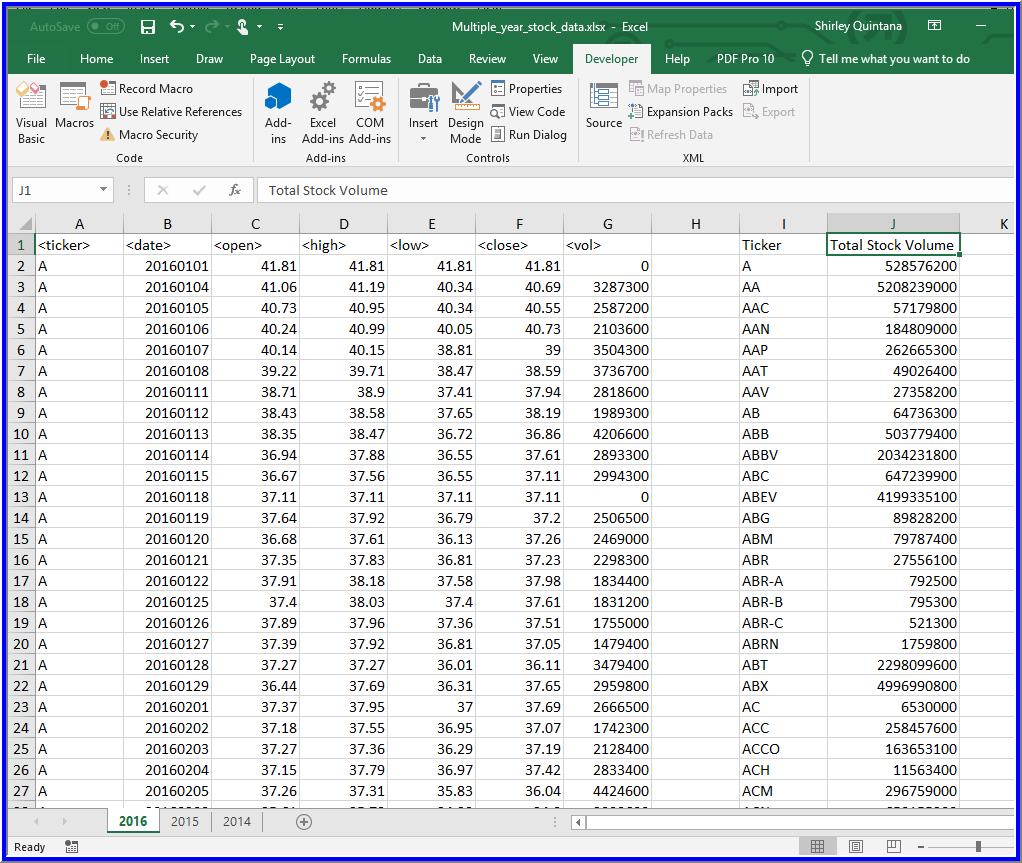 AutoSave Off Multiple_year_stock_data.xlsx - Excel Shirley Quintana
File Home Insert Draw Page Layout Formulas Data Review View Developer Help PDF Pro 10 Tell me what you want to do
Visual Basic
Macros
Record Macro
Use Relative References
Macro Security
Code
Add-ins
Excel Add-ins
COM Add-ins
Add-ins
Insert
Design Mode
Properties
View Code
Run Dialog
Controls
Source
Map Properties
Expansion Packs
Refresh Data
Import
Export
XML
J1 fx Total Stock Volume
A B C D E F G H I J K
1 <ticker> <date> <open> <high> <low> <close> <vol> Ticker Total Stock Volume
2 A 20160101 41.81 41.81 41.81 41.81 0 A 528576200
3 A 20160104 41.06 41.19 40.34 40.69 3287300 AA 5208239000
4 A 20160105 40.73 40.95 40.34 40.55 2587200 AAC 57179800
5 A 20160106 40.24 40.99 40.05 40.73 2103600 AAN 184809000
6 A 20160107 40.14 40.15 38.81 39 3504300 AAP 262665300
7 A 20160108 39.22 39.71 38.47 38.59 3736700 AAT 49026400
8 A 20160111 38.71 38.9 37.41 37.94 2818600 AAV 27358200
9 A 20160112 38.43 38.58 37.65 38.19 1989300 AB 64736300
10 A 20160113 38.35 38.47 36.72 36.86 4206600 ABB 503779400
11 A 20160114 36.94 37.88 36.55 37.61 2893300 ABBV 2034231800
12 A 20160115 36.67 37.56 36.55 37.11 2994300 ABC 647239900
13 A 20160118 37.11 37.11 37.11 37.11 0 ABEV 4199335100
14 A 20160119 37.64 37.92 36.79 37.2 2506500 ABG 89828200
15 A 20160120 36.68 37.61 36.13 37.26 2469000 ABM 79787400
16 A 20160121 37.35 37.83 36.81 37.23 2298300 ABR 27556100
17 A 20160122 37.91 38.18 37.58 37.98 1834400 ABR-A 792500
18 A 20160125 37.4 38.03 37.4 37.61 1831200 ABR-B 795300
19 A 20160126 37.89 37.96 37.36 37.51 1755000 ABR-C 521300
20 A 20160127 37.39 37.92 36.81 37.05 1479400 ABRN 1759800
21 A 20160128 37.27 37.27 36.01 36.11 3479400 ABT 2298099600
22 A 20160129 36.44 37.69 36.31 37.65 2959800 ABX 4996990800
23 A 20160201 37.37 37.95 37 37.69 2666500 AC 6530000
24 A 20160202 37.18 37.55 36.95 37.07 1742300 ACC 258457600
25 A 20160203 37.27 37.36 36.29 37.19 2128400 ACCO 163653100
26 A 20160204 37.15 37.79 36.97 37.42 2833400 ACH 11563400
27 A 20160205 37.26 37.31 35.83 36.04 4424600 ACM 296759000
2016 2015 2014
Ready